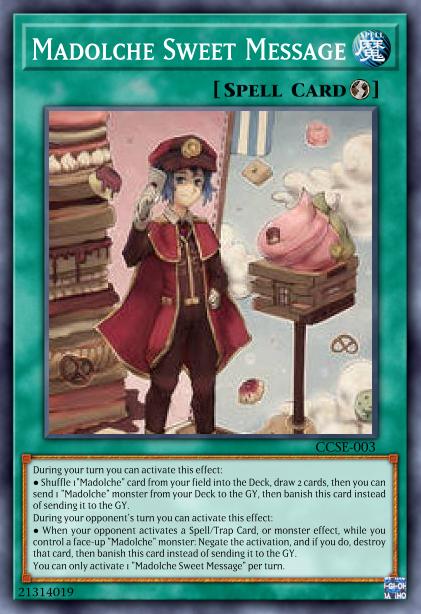 MADOLCHE SWEET MESSAGE
SPELL
魔
[SPELL CARD]
CCSE-003
During your turn you can activate this effect:
● Shuffle 1"Madolche" card from your field into the Deck, draw 2 cards, then you can
send 1 "Madolche" monster from your Deck to the GY, then banish this card instead
of sending it to the GY.
During your opponent's turn you can activate this effect:
● When your opponent activates a Spell/Trap Card, or monster effect, while you
control a face-up "Madolche" monster: Negate the activation, and if you do, destroy
that card, then banish this card instead of sending it to the GY.
You can only activate 1 "Madolche Sweet Message" per turn.
21314019